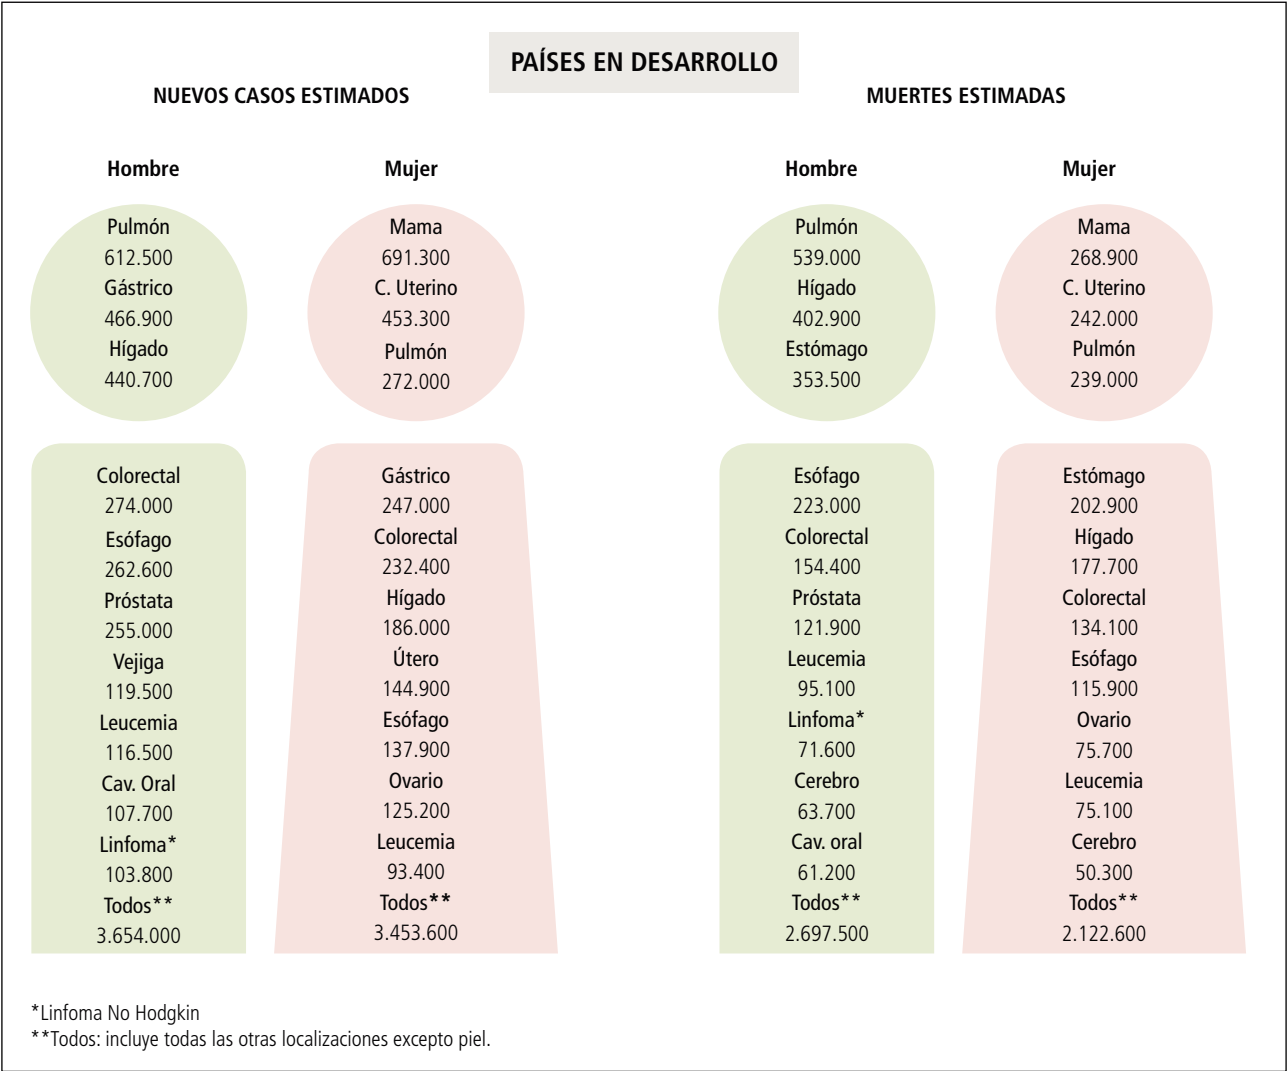 PAÍSES EN DESARROLLO
NUEVOS CASOS ESTIMADOS
Hombre
Pulmón
612.500
Gástrico
466.900
Hígado
440.700
Colorectal
274.000
Esófago
262.600
Próstata
255.000
Vejiga
119.500
Leucemia
116.500
Cav. Oral
107.700
Linfoma*
103.800
Todos**
3.654.000
Mujer
Mama
691.300
C. Uterino
453.300
Pulmón
272.000
Gástrico
247.000
Colorectal
232.400
Hígado
186.000
Útero
144.900
Esófago
137.900
Ovario
125.200
Leucemia
93.400
Todos**
3.453.600
MUERTES ESTIMADAS
Hombre
Pulmón
539.000
Hígado
402.900
Estómago
353.500
Esófago
223.000
Colorectal
154.400
Próstata
121.900
Leucemia
95.100
Linfoma*
71.600
Cerebro
63.700
Cav. oral
61.200
Todos**
2.697.500
Mujer
Mama
268.900
C. Uterino
242.000
Pulmón
239.000
Estómago
202.900
Hígado
177.700
Colorectal
134.100
Esófago
115.900
Ovario
75.700
Leucemia
75.100
Cerebro
50.300
Todos**
2.122.600
*Linfoma No Hodgkin
**Todos: incluye todas las otras localizaciones excepto piel.